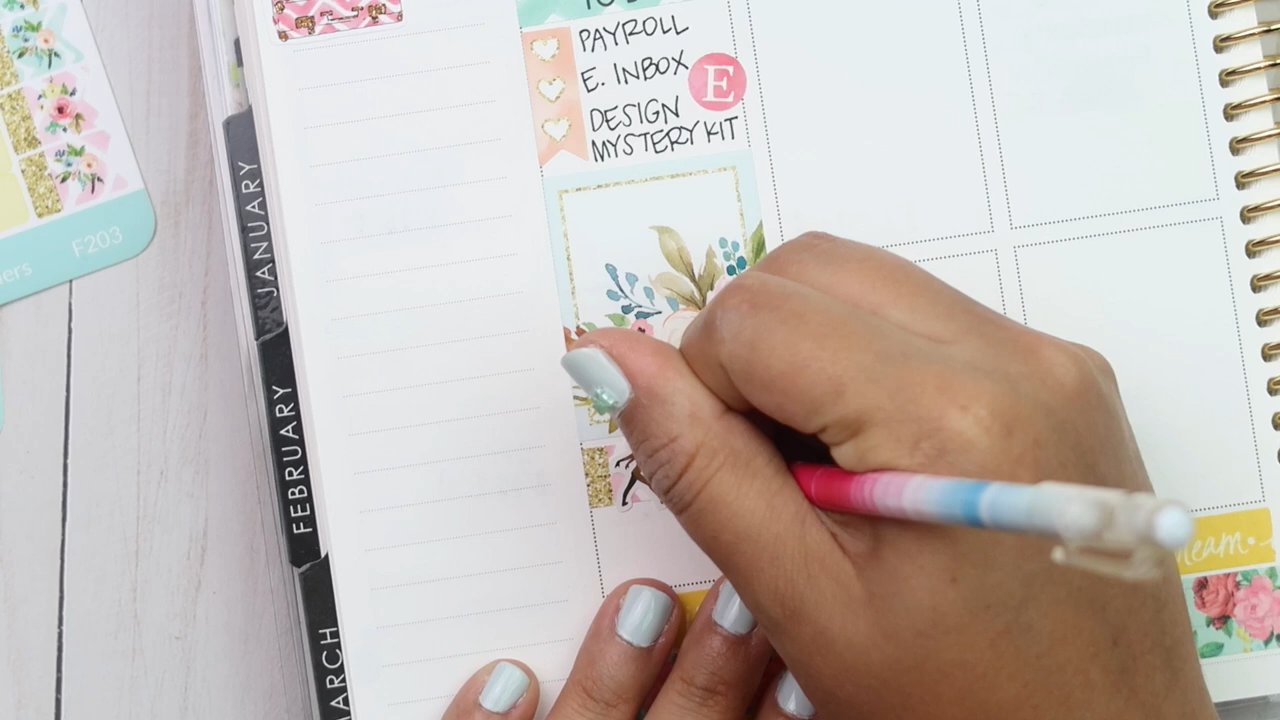 PAYROLL
E. INBOX
E
DESIGN
MYSTERY KIT
F203
JANUARY
FEBRUARY